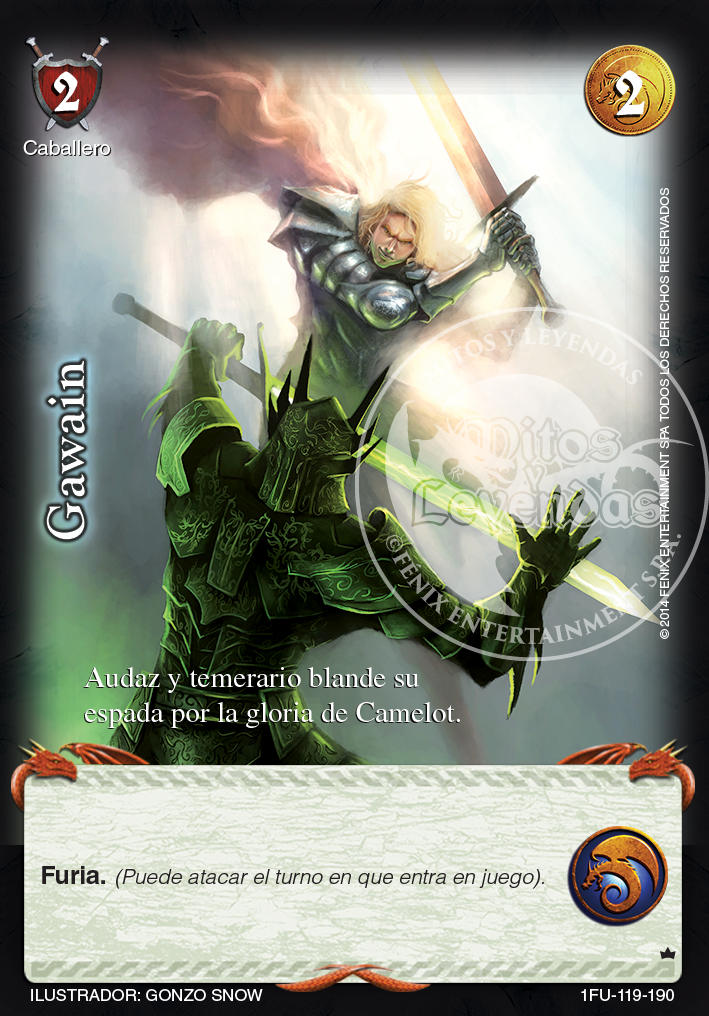 2
2
Caballero
Gawain
© 2014 FENIX ENTERTAINMENT SPA TODOS LOS DERECHOS RESERVADOS
MITOS Y LEYENDAS
Mitos
y
Leyendas
© FENIX ENTERTAINMENT SPA.
Audaz y temerario blande su
espada por la gloria de Camelot.
Furia. (Puede atacar el turno en que entra en juego).
ILUSTRADOR: GONZO SNOW
1FU-119-190